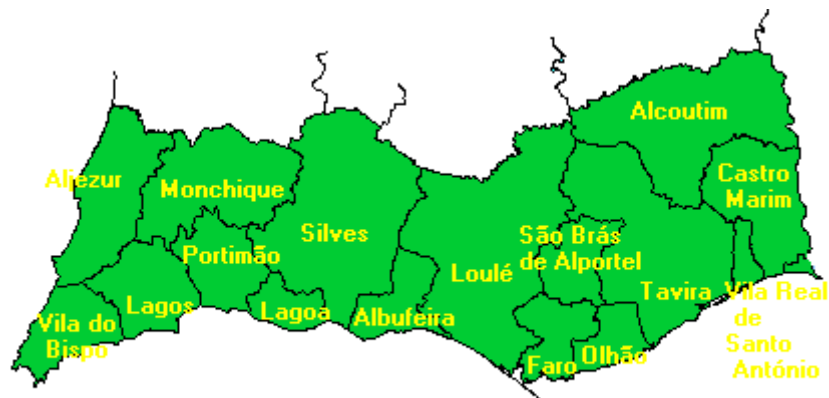 Alcoutim
Aljezur
Monchique
Castro
Marim
Silves
São Brás
de Alportel
Portimão
Loulé
Tavira
Vila Real
de
Santo
António
Lagos
Lagoa
Albufeira
Vila do
Bispo
Faro
Olhão